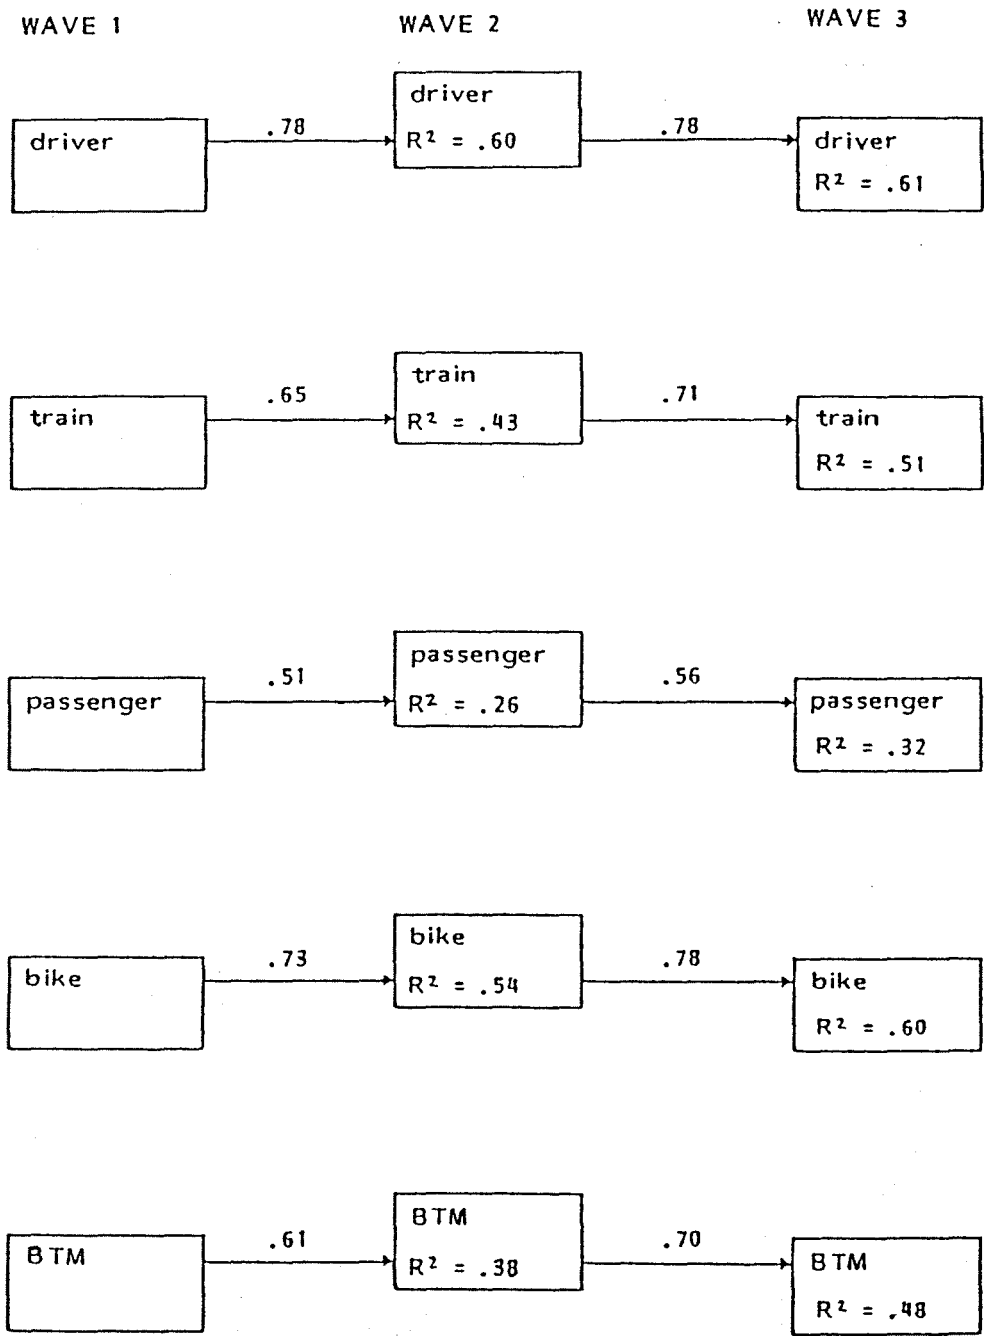 WAVE 1
WAVE 2
WAVE 3
driver
.78
driver
R² = .60
.78
driver
R² = .61
train
.65
train
R² = .43
.71
train
R² = .51
passenger
.51
passenger
R² = .26
.56
passenger
R² = .32
bike
.73
bike
R² = .54
.78
bike
R² = .60
BTM
.61
BTM
R² = .38
.70
BTM
R² = .48